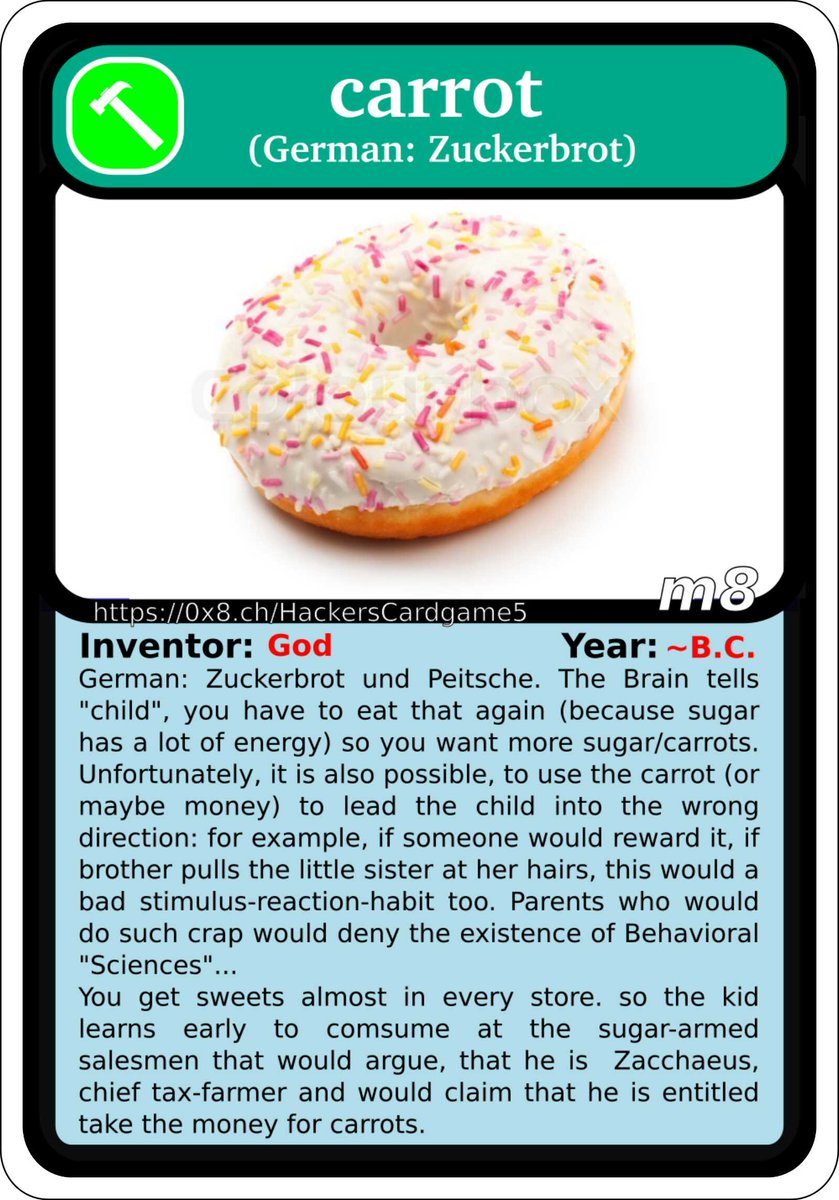 carrot
(German: Zuckerbrot)
colourbox
m8
https://0x8.ch/HackersCardgame5
Inventor: God Year: ~B.C.
German: Zuckerbrot und Peitsche. The Brain tells
"child", you have to eat that again (because sugar
has a lot of energy) so you want more sugar/carrots.
Unfortunately, it is also possible, to use the carrot (or
maybe money) to lead the child into the wrong
direction: for example, if someone would reward it, if
brother pulls the little sister at her hairs, this would a
bad stimulus-reaction-habit too. Parents who would
do such crap would deny the existence of Behavioral
"Sciences"...
You get sweets almost in every store. so the kid
learns early to comsume at the sugar-armed
salesmen that would argue, that he is Zacchaeus,
chief tax-farmer and would claim that he is entitled
take the money for carrots.